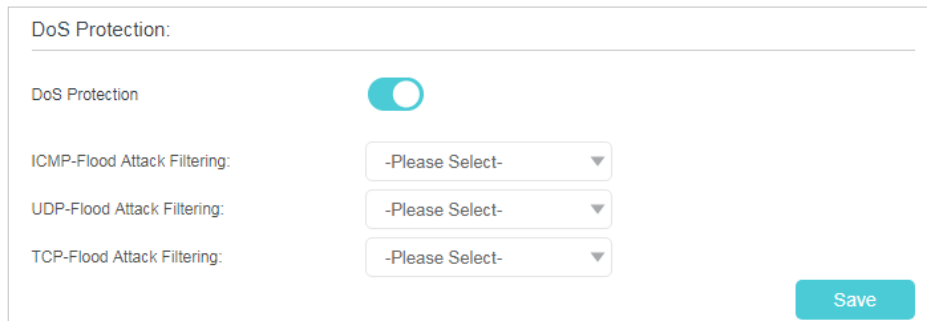 DoS Protection:
DoS Protection
ICMP-Flood Attack Filtering: -Please Select-
UDP-Flood Attack Filtering: -Please Select-
TCP-Flood Attack Filtering: -Please Select-
Save